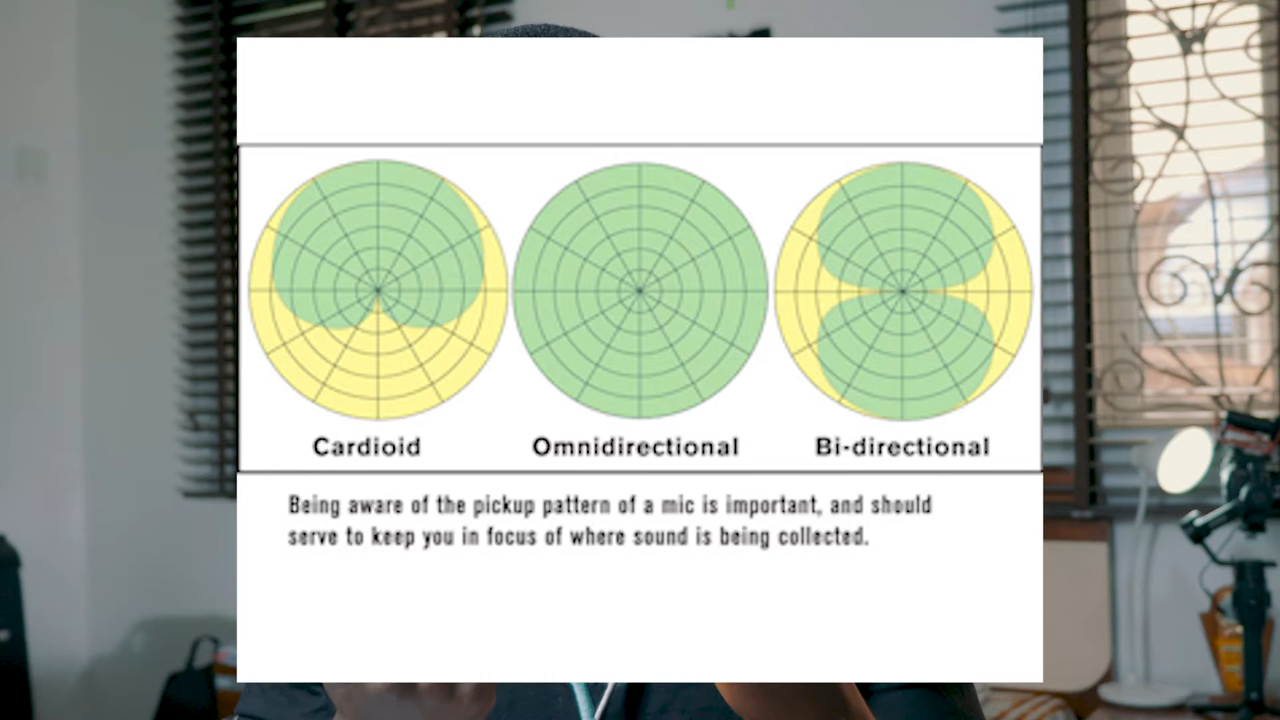 Cardioid
Omnidirectional
Bi-directional
Being aware of the pickup pattern of a mic is important, and should
serve to keep you in focus of where sound is being collected.